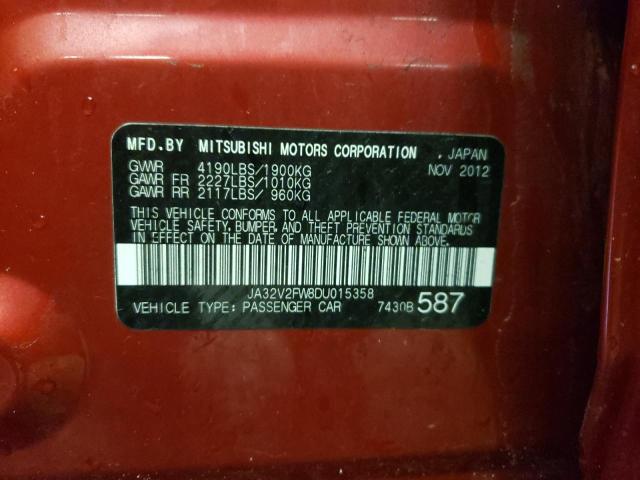 MFD.BY MITSUBISHI MOTORS CORPORATION , JAPAN
GVWR 4190LBS/1900KG NOV 2012
GAWR FR 2227LBS/1010KG
GAWR RR 2117LBS/ 960KG
THIS VEHICLE CONFORMS TO ALL APPLICABLE FEDERAL MOTOR
VEHICLE SAFETY, BUMPER, AND THEFT PREVENTION STANDARDS
IN EFFECT ON THE DATE OF MANUFACTURE SHOWN ABOVE.
JA32V2FW8DU015358
VEHICLE TYPE: PASSENGER CAR 7430B 587